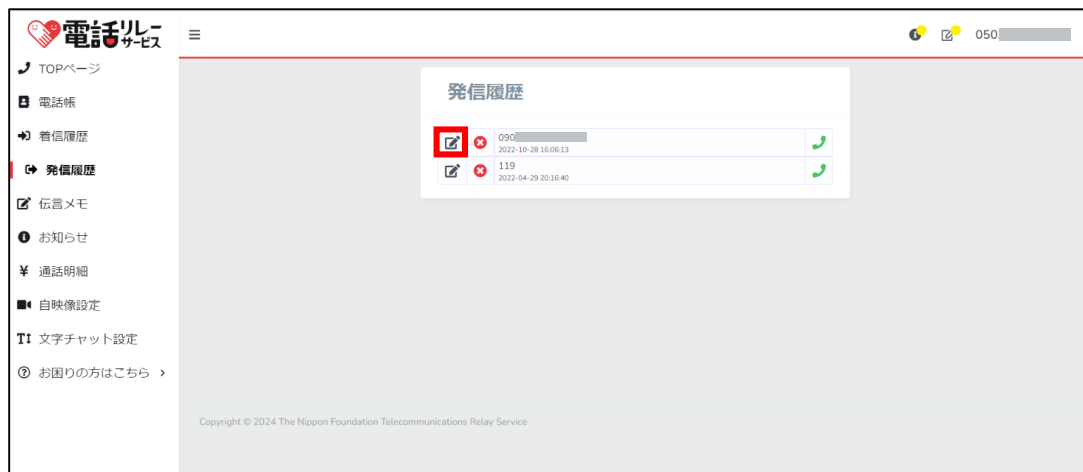 電話リレーサービス
050
TOPページ
電話帳
着信履歴
発信履歴
伝言メモ
お知らせ
通話明細
自映像設定
文字チャット設定
お困りの方はこちら
発信履歴
090
2022-10-28 16:06:13
119
2022-04-29 20:16:40
Copyright © 2024 The Nippon Foundation Telecommunications Relay Service